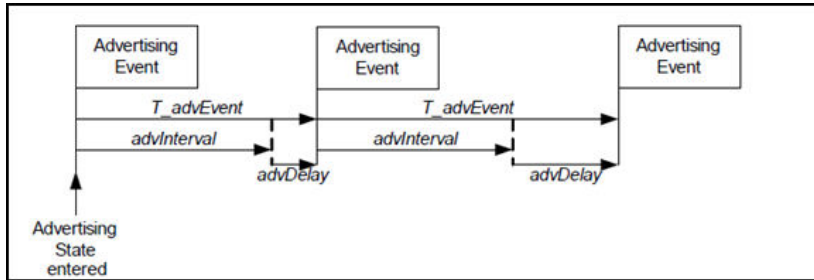 Advertising
Event
Advertising
Event
Advertising
Event
T_advEvent
T_advEvent
advInterval
advInterval
advDelay
advDelay
Advertising
State
entered